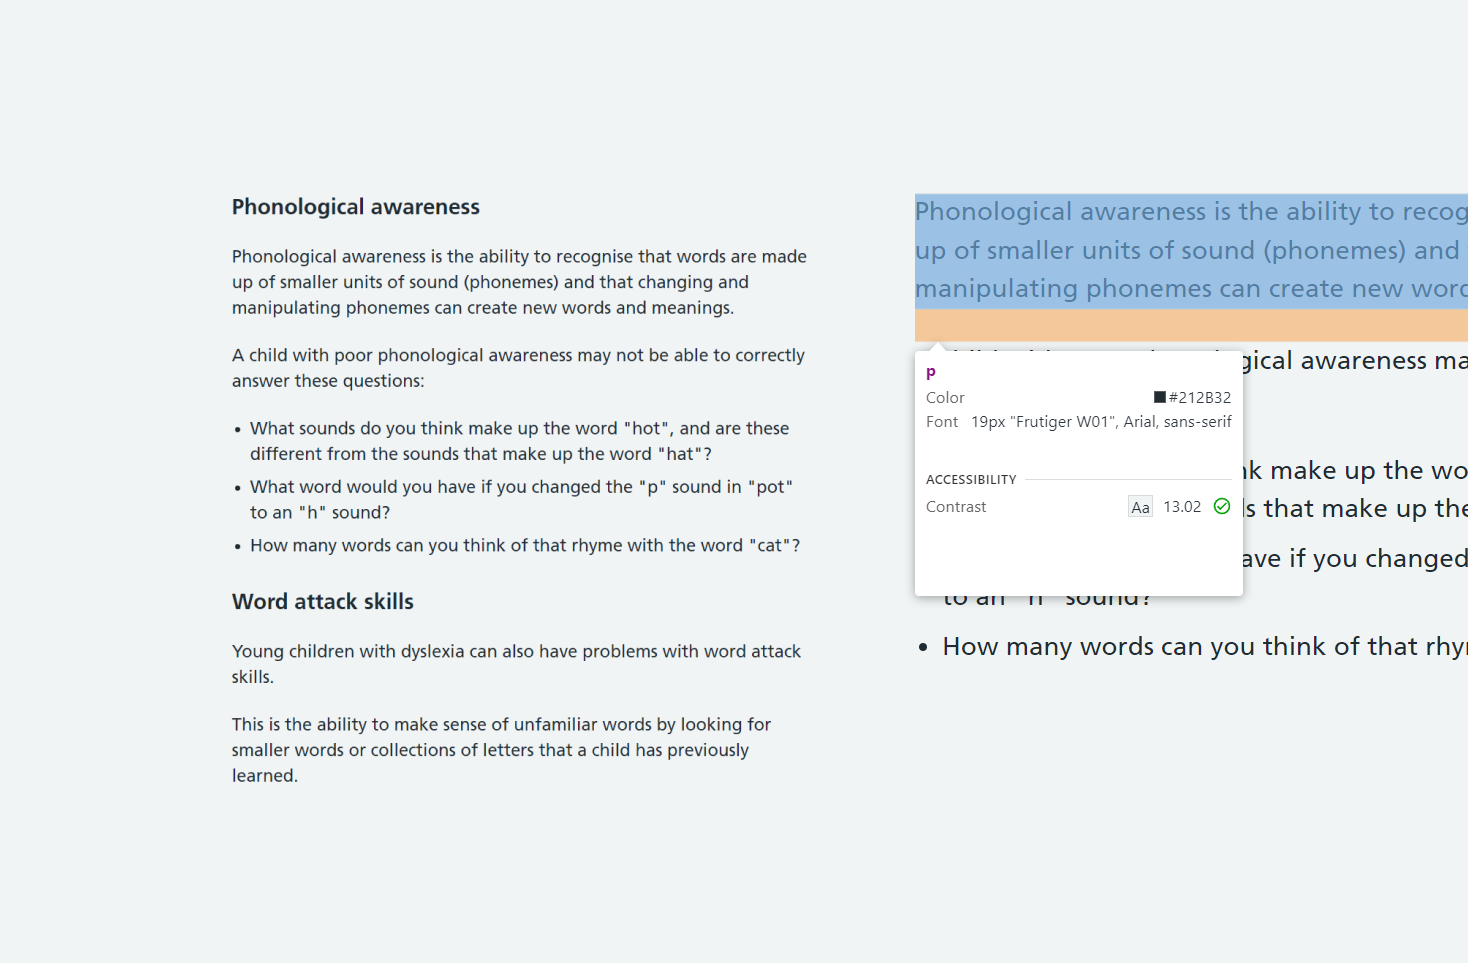 Phonological awareness
Phonological awareness is the ability to recognise that words are made
up of smaller units of sound (phonemes) and that changing and
manipulating phonemes can create new words and meanings.
A child with poor phonological awareness may not be able to correctly
answer these questions:
• What sounds do you think make up the word "hot", and are these
different from the sounds that make up the word "hat"?
• What word would you have if you changed the "p" sound in "pot"
to an "h" sound?
• How many words can you think of that rhyme with the word "cat"?
Word attack skills
Young children with dyslexia can also have problems with word attack
skills.
This is the ability to make sense of unfamiliar words by looking for
smaller words or collections of letters that a child has previously
learned.
Phonological awareness is the ability to recog
up of smaller units of sound (phonemes) and
manipulating phonemes can create new word
gical awareness ma
p
Color #212B32
Font 19px "Frutiger W01", Arial, sans-serif
nk make up the wo
ACCESSIBILITY
Contrast Aa 13.02
s that make up the
ave if you changed
to an "h" sound?
• How many words can you think of that rhy